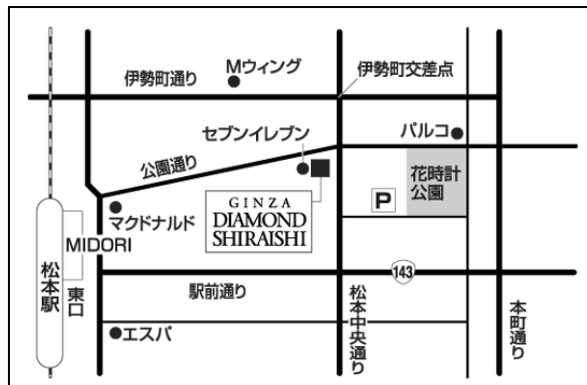 Mウィング
伊勢町通り
伊勢町交差点
セブンイレブン
パルコ
公園通り
花時計
公園
P
GINZA
DIAMOND
SHIRAISHI
マクドナルド
MIDORI
松本駅
東口
143
駅前通り
松本中央通り
本町通り
エスパ